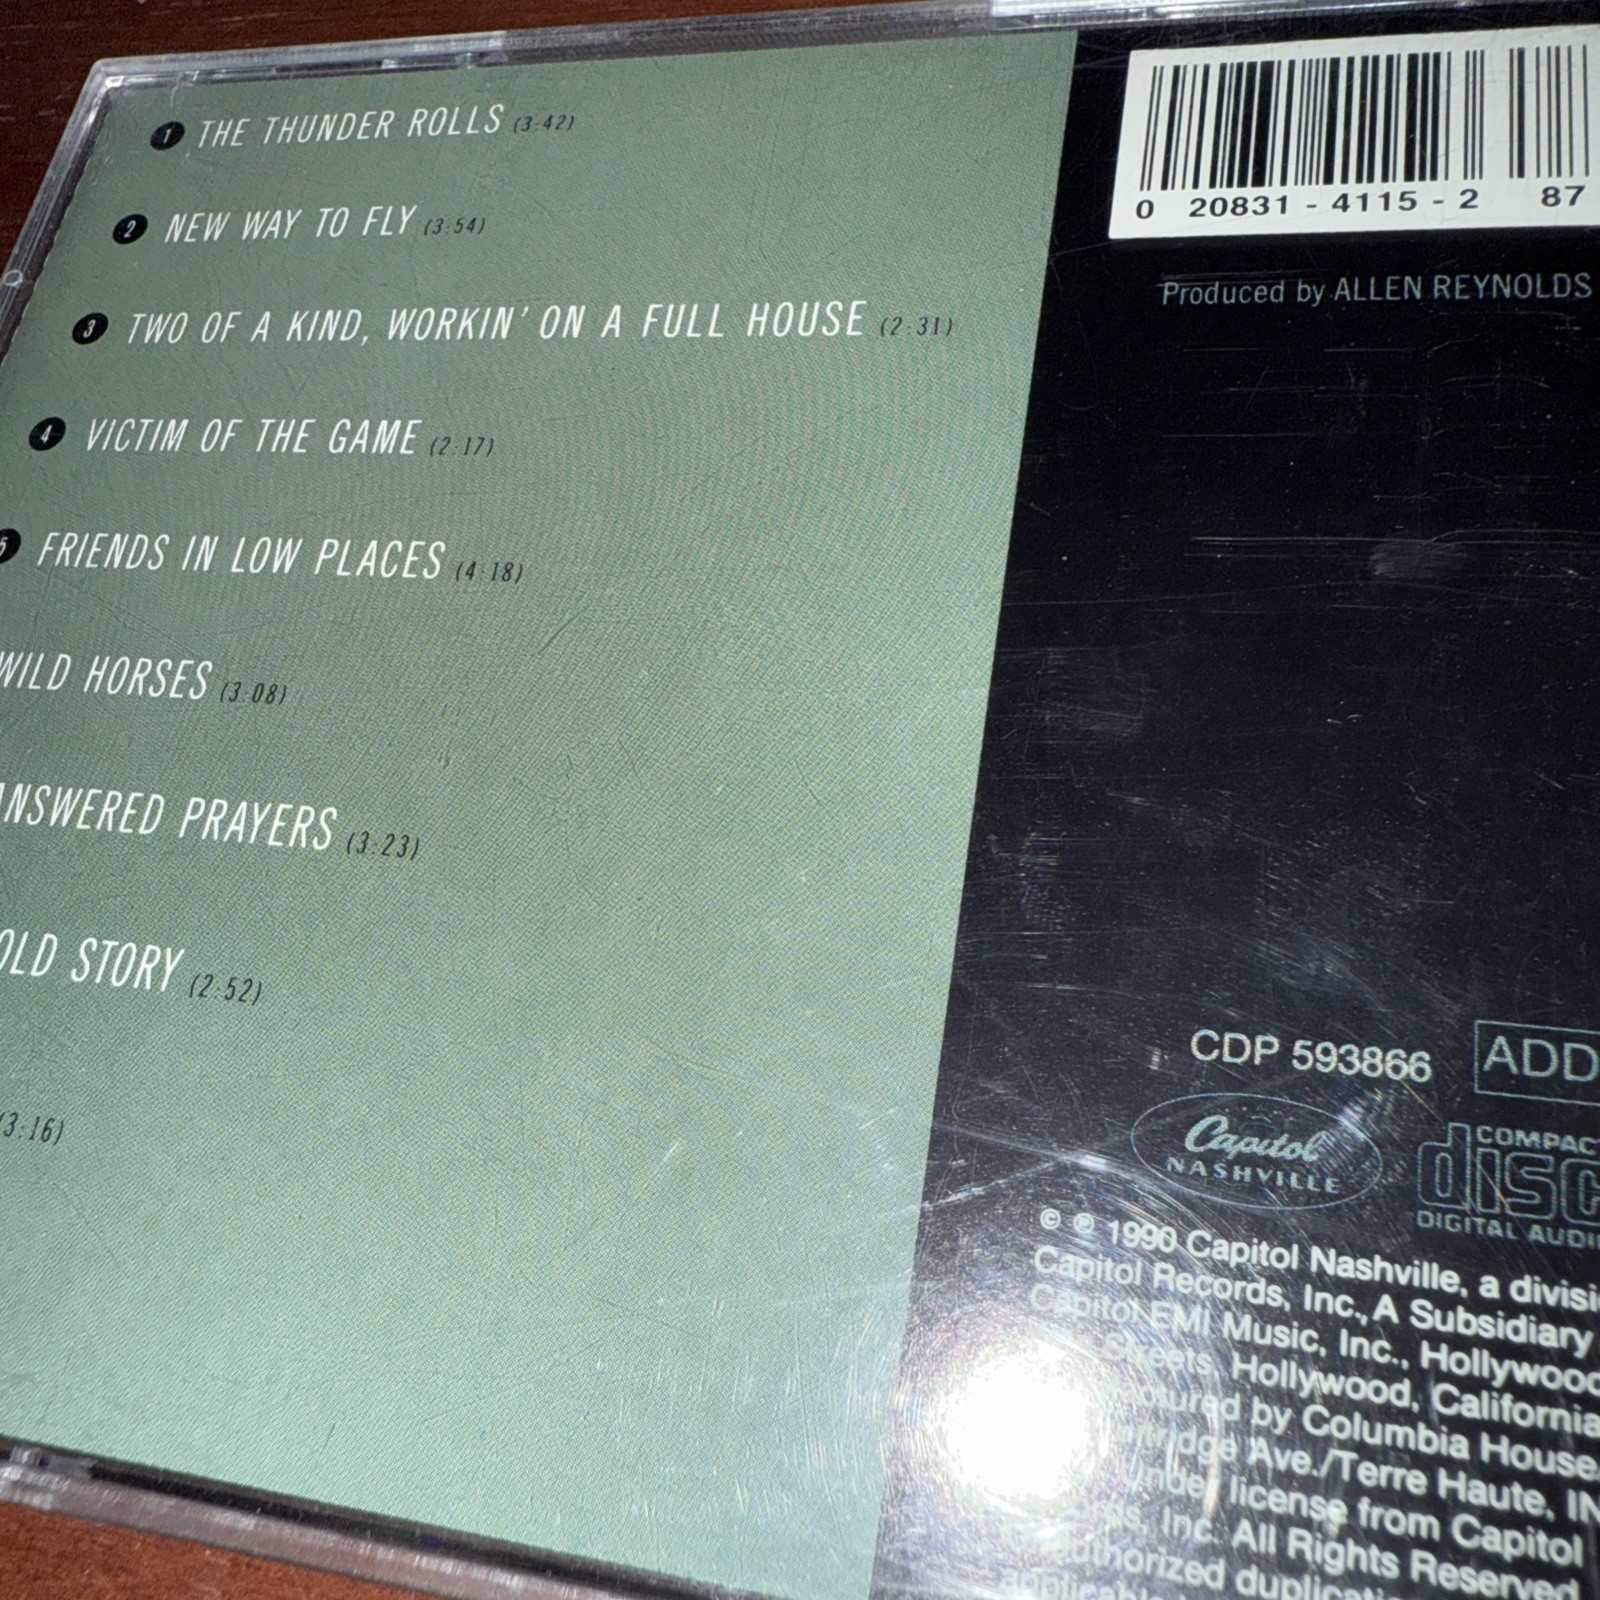 1 THE THUNDER ROLLS (3:42)
2 NEW WAY TO FLY (3:54)
3 TWO OF A KIND, WORKIN' ON A FULL HOUSE (2:31)
4 VICTIM OF THE GAME (2:17)
5 FRIENDS IN LOW PLACES (4:18)
WILD HORSES (3:08)
ANSWERED PRAYERS (3:23)
OLD STORY (2:52)
(3:16)
0 20831 - 4115 - 2 87
Produced by ALLEN REYNOLDS
CDP 593866 ADD
Capitol
NASHVILLE
COMPACT
disc
DIGITAL AUDIO
© ℗ 1990 Capitol Nashville, a divisi
Capitol Records, Inc., A Subsidiary
Capitol-EMI Music, Inc., Hollywood
Streets, Hollywood, California
by Columbia House
Ave./Terre Haute, IN
Under license from Capitol
Inc. All Rights Reserved
duplicati